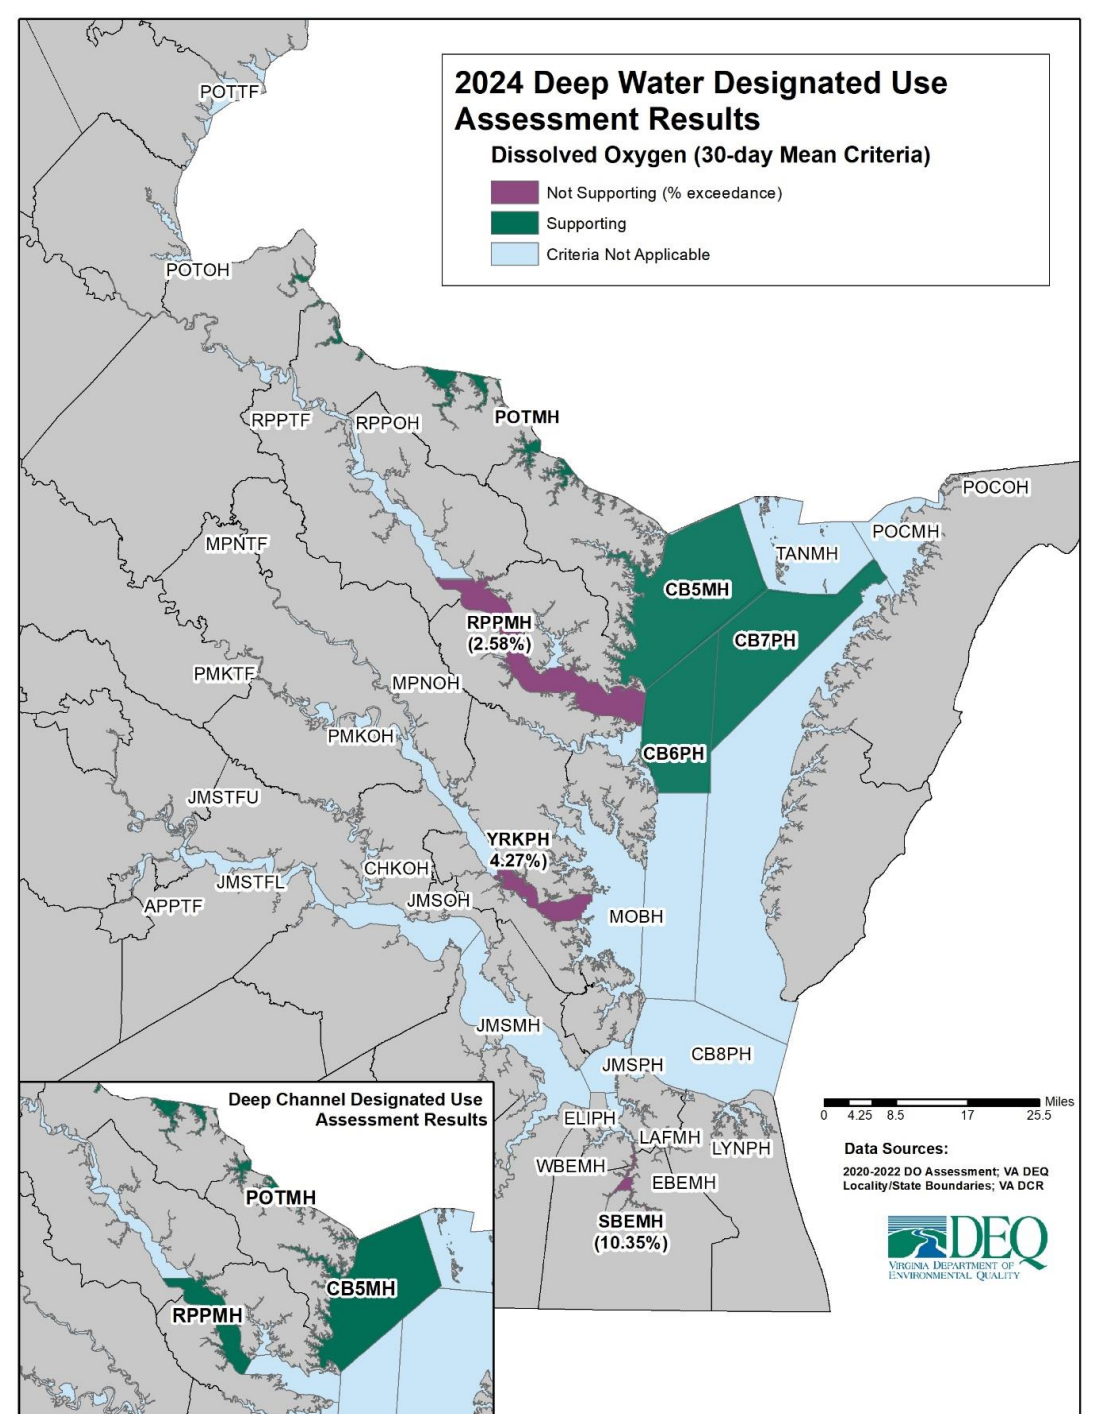 2024 Deep Water Designated Use
Assessment Results
Dissolved Oxygen (30-day Mean Criteria)
Not Supporting (% exceedance)
Supporting
Criteria Not Applicable
POTTF
POTOH
RPPTF
RPPOH
POTMH
POCOH
POCMH
TANMH
MPNTF
CB5MH
RPPMH
(2.58%)
CB7PH
PMKTF
MPNOH
PMKOH
CB6PH
JMSTFU
YRKPH
4.27%)
CHKOH
JMSTFL
JMSOH
APPTF
MOBH
JMSMH
CB8PH
JMSPH
ELIPH
LAFMH
LYNPH
WBEMH
EBEMH
SBEMH
(10.35%)
Miles
0 4.25 8.5 17 25.5
Data Sources:
2020-2022 DO Assessment; VA DEQ
Locality/State Boundaries; VA DCR
DEQ
VIRGINIA DEPARTMENT OF
ENVIRONMENTAL QUALITY
Deep Channel Designated Use
Assessment Results
POTMH
CB5MH
RPPMH